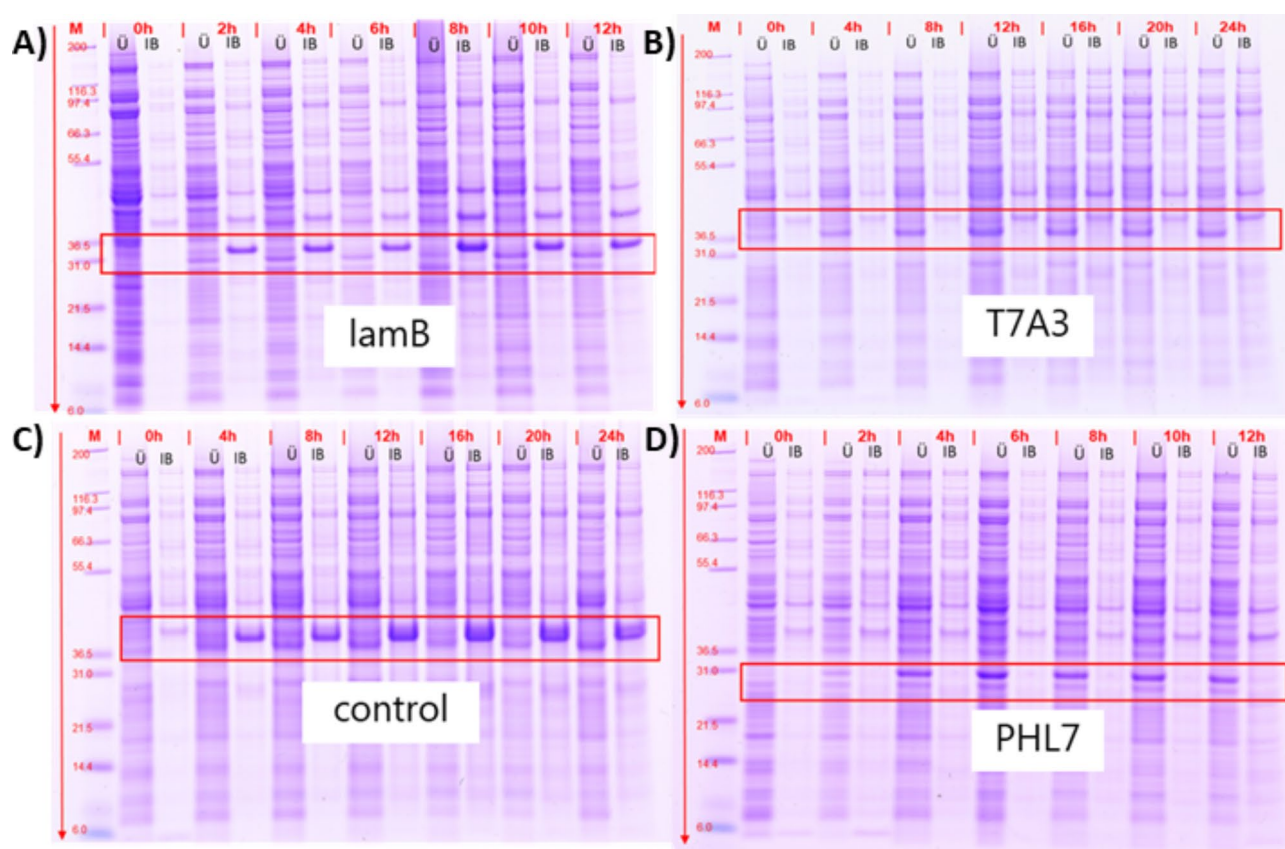 A)
M 0h 2h 4h 6h 8h 10h 12h
Ü IB Ü IB Ü IB Ü IB Ü IB Ü IB Ü IB
200
116.3
97.4
66.3
55.4
36.5
31.0
21.5
14.4
6.0
lamB
B)
M 0h 4h 8h 12h 16h 20h 24h
Ü IB Ü IB Ü IB Ü IB Ü IB Ü IB Ü IB
200
116.3
97.4
66.3
55.4
36.5
31.0
21.5
14.4
6.0
T7A3
C)
M 0h 4h 8h 12h 16h 20h 24h
Ü IB Ü IB Ü IB Ü IB Ü IB Ü IB Ü IB
200
116.3
97.4
66.3
55.4
36.5
31.0
21.5
14.4
6.0
control
D)
M 0h 2h 4h 6h 8h 10h 12h
Ü IB Ü IB Ü IB Ü IB Ü IB Ü IB Ü IB
200
116.3
97.4
66.3
55.4
36.5
31.0
21.5
14.4
6.0
PHL7